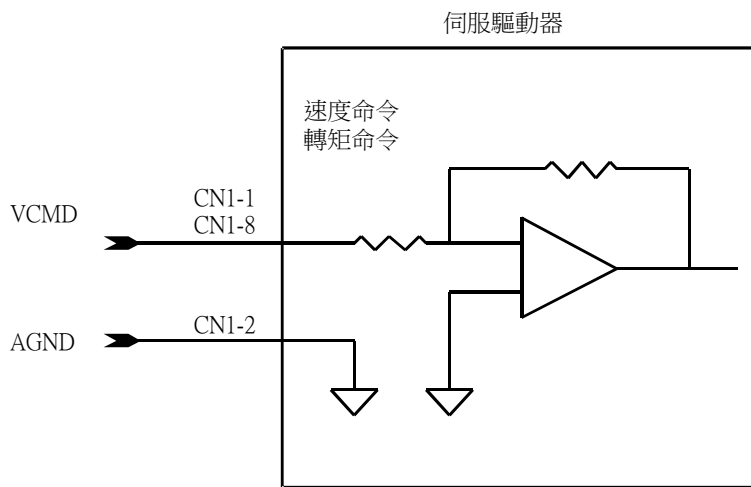 伺服驅動器
速度命令
轉矩命令
VCMD
CN1-1
CN1-8
AGND
CN1-2